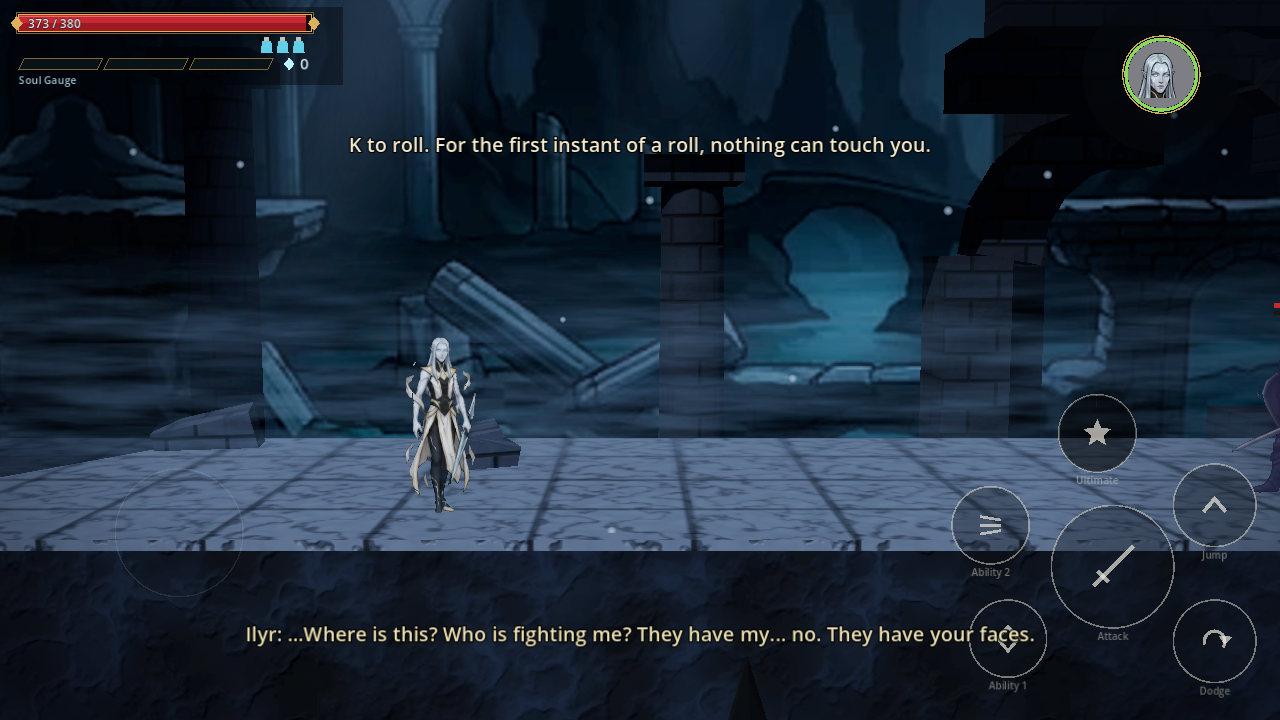 373 / 380
0
Soul Gauge
K to roll. For the first instant of a roll, nothing can touch you.
Ultimate
Jump
Ability 2
Attack
Ilyr: ...Where is this? Who is fighting me? They have my... no. They have your faces.
Ability 1
Dodge